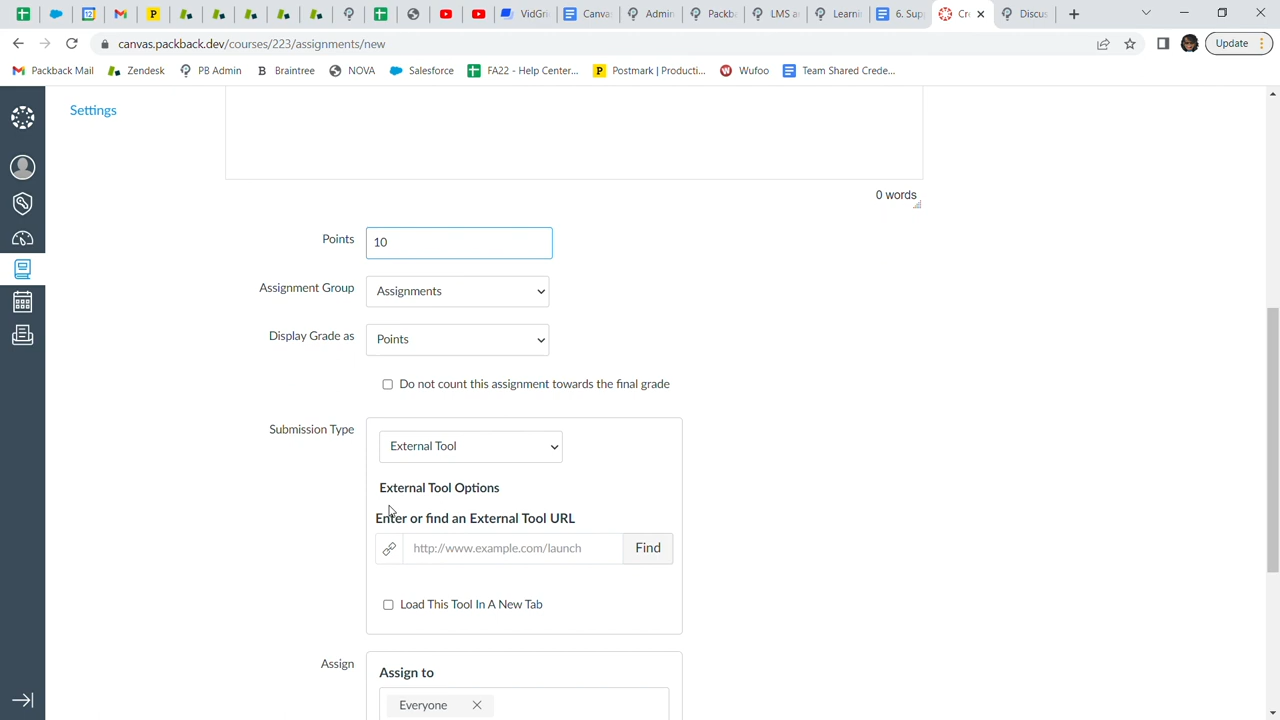 VidGri
Canva
Admin
Packba
LMS a
Learni
6. Sup
Cre
Discus
canvas.packback.dev/courses/223/assignments/new
Update
Packback Mail
Zendesk
PB Admin
Braintree
NOVA
Salesforce
FA22 - Help Center...
Postmark | Producti...
Wufoo
Team Shared Crede...
Settings
0 words
Points
10
Assignment Group
Assignments
Display Grade as
Points
Do not count this assignment towards the final grade
Submission Type
External Tool
External Tool Options
Enter or find an External Tool URL
http://www.example.com/launch
Find
Load This Tool In A New Tab
Assign
Assign to
Everyone